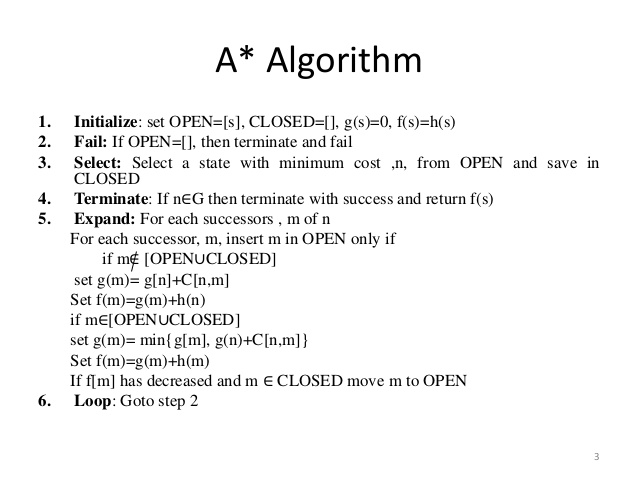 A* Algorithm
1. Initialize: set OPEN=[s], CLOSED=[], g(s)=0, f(s)=h(s)
2. Fail: If OPEN=[], then terminate and fail
3. Select: Select a state with minimum cost ,n, from OPEN and save in
CLOSED
4. Terminate: If n∈G then terminate with success and return f(s)
5. Expand: For each successors , m of n
For each successor, m, insert m in OPEN only if
if m∉ [OPEN∪CLOSED]
set g(m)= g[n]+C[n,m]
Set f(m)=g(m)+h(n)
if m∈[OPEN∪CLOSED]
set g(m)= min{g[m], g(n)+C[n,m]}
Set f(m)=g(m)+h(m)
If f[m] has decreased and m ∈ CLOSED move m to OPEN
6. Loop: Goto step 2
3